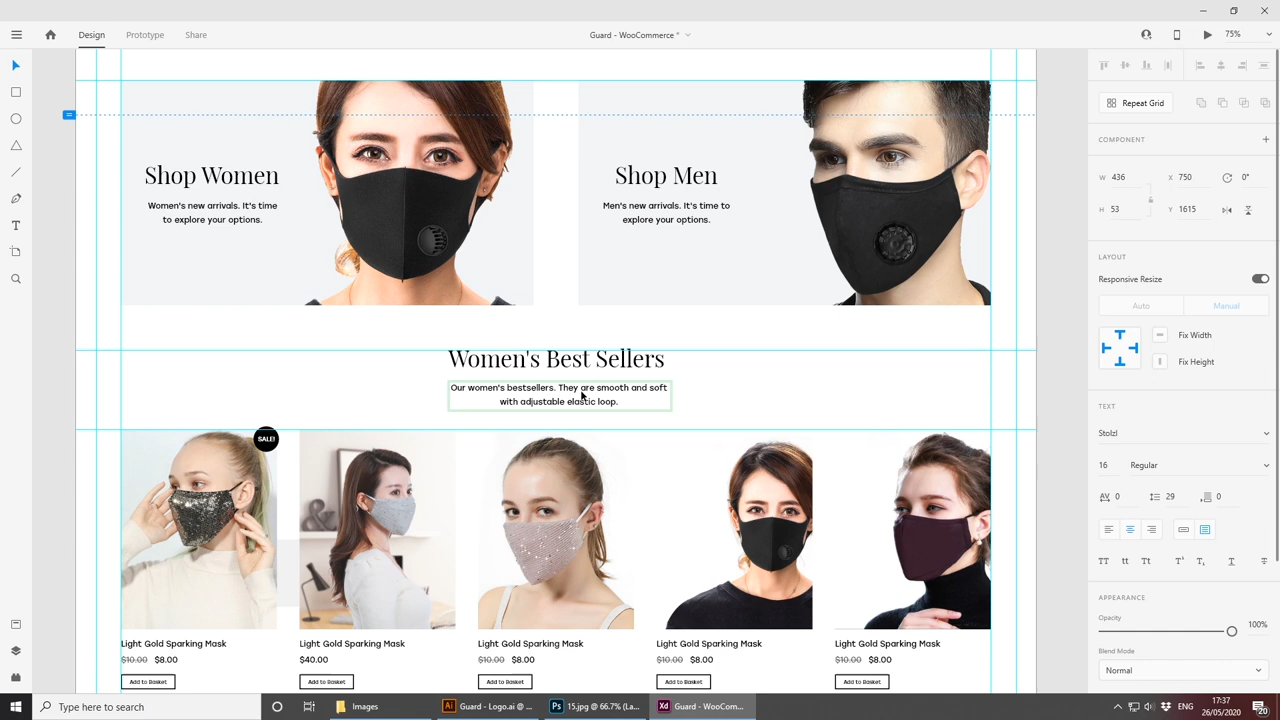 Design
Prototype
Share
Guard - WooCommerce *
75%
Repeat Grid
COMPONENT
W 436 X 750 0°
H 53 Y 1615
LAYOUT
Responsive Resize
Auto
Manual
Fix Width
Fix Height
TEXT
Stolzl
16 Regular
0 29 0
APPEARANCE
Opacity
100%
Blend Mode
Normal
Shop Women
Women's new arrivals. It's time
to explore your options.
Shop Men
Men's new arrivals. It's time to
explore your options.
Women's Best Sellers
Our women's bestsellers. They are smooth and soft
with adjustable elastic loop.
SALE!
Light Gold Sparking Mask
$10.00 $8.00
Add to Basket
Light Gold Sparking Mask
$40.00
Add to Basket
Light Gold Sparking Mask
$10.00 $8.00
Add to Basket
Light Gold Sparking Mask
$10.00 $8.00
Add to Basket
Light Gold Sparking Mask
$10.00 $8.00
Add to Basket
Type here to search
Images
Guard - Logo.ai @ ...
15.jpg @ 66.7% (La...
Guard - WooCom...
ENG
17:37
26/05/2020
20